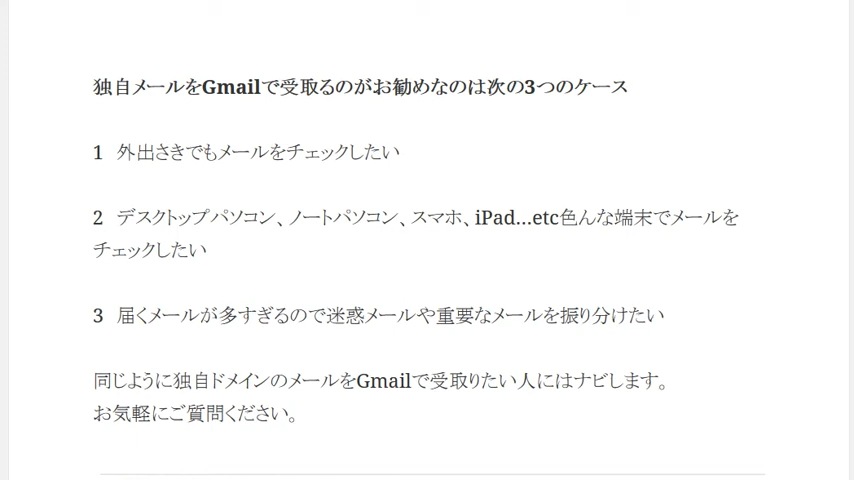 独自メールをGmailで受取るのがお勧めなのは次の3つのケース
1 外出さきでもメールをチェックしたい
2 デスクトップパソコン、ノートパソコン、スマホ、iPad...etc色んな端末でメールを
チェックしたい
3 届くメールが多すぎるので迷惑メールや重要なメールを振り分けたい
同じように独自ドメインのメールをGmailで受取りたい人にはナビします。
お気軽にご質問ください。